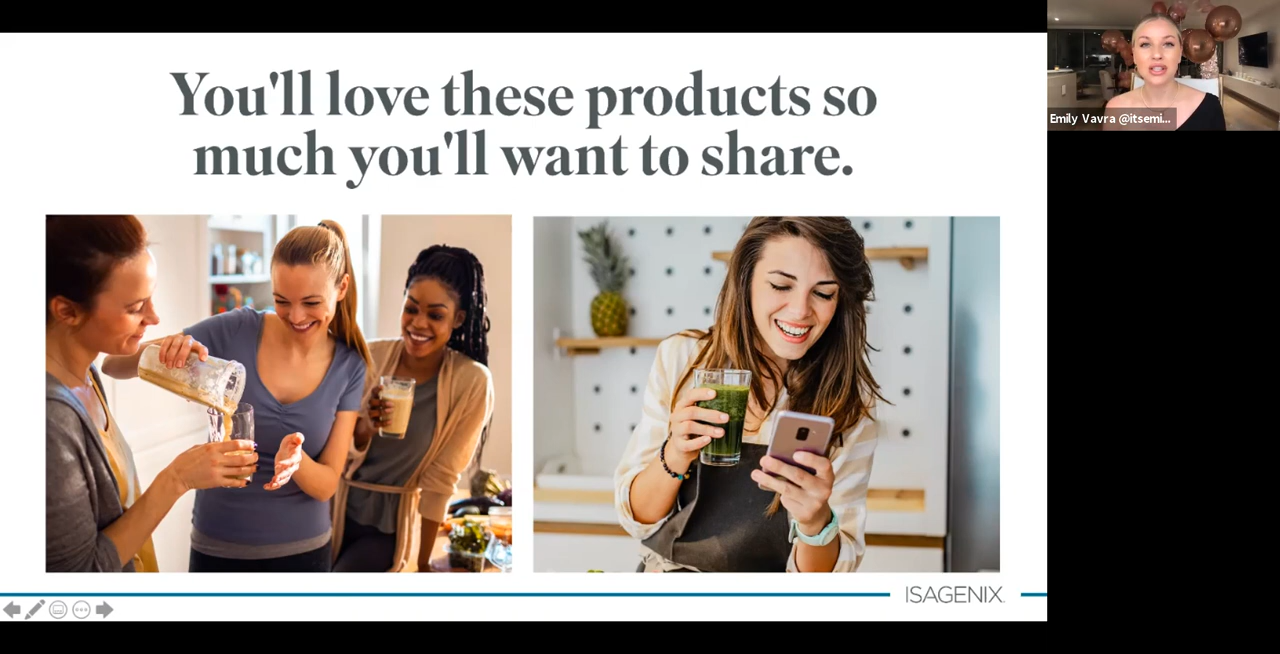 You'll love these products so
much you'll want to share.
Emily Vavra @itsemi...
ISAGENIX